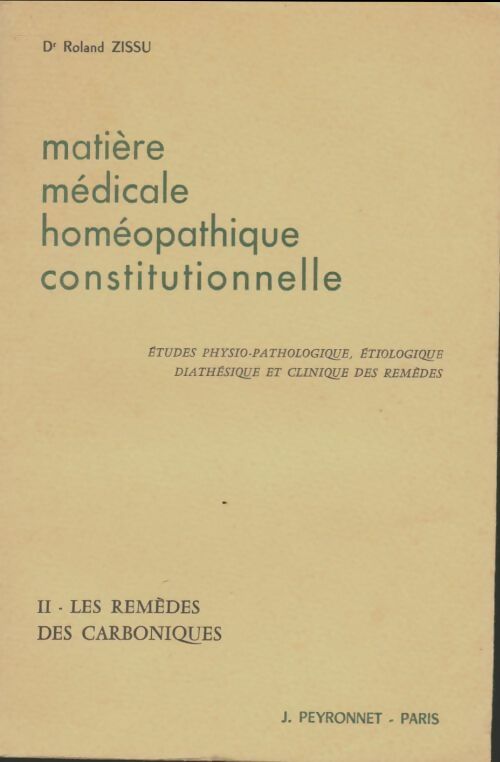 Dr Roland ZISSU
matière
médicale
homéopathique
constitutionnelle
ÉTUDES PHYSIO-PATHOLOGIQUE, ÉTIOLOGIQUE
DIATHÉSIQUE ET CLINIQUE DES REMÈDES
II - LES REMÈDES
DES CARBONIQUES
J. PEYRONNET - PARIS